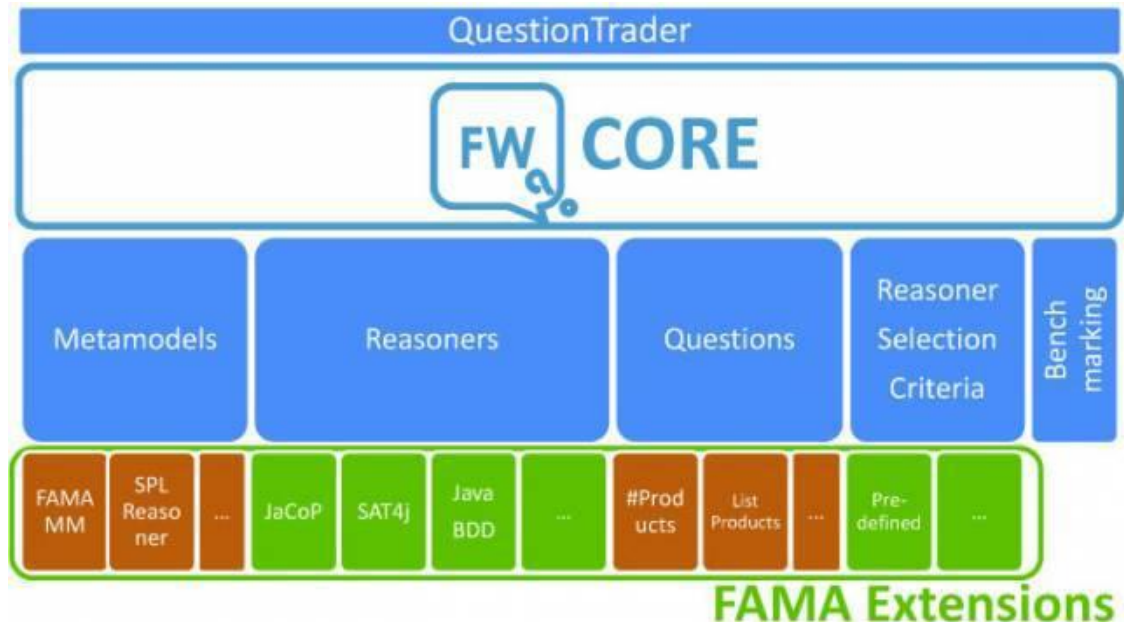 QuestionTrader
FW CORE
Metamodels
Reasoners
Questions
Reasoner
Selection
Criteria
Bench
marking
FAMA
MM
SPL
Reaso
ner
...
JaCoP
SAT4j
Java
BDD
...
#Prod
ucts
List
Products
...
Pre-
defined
...
FAMA Extensions